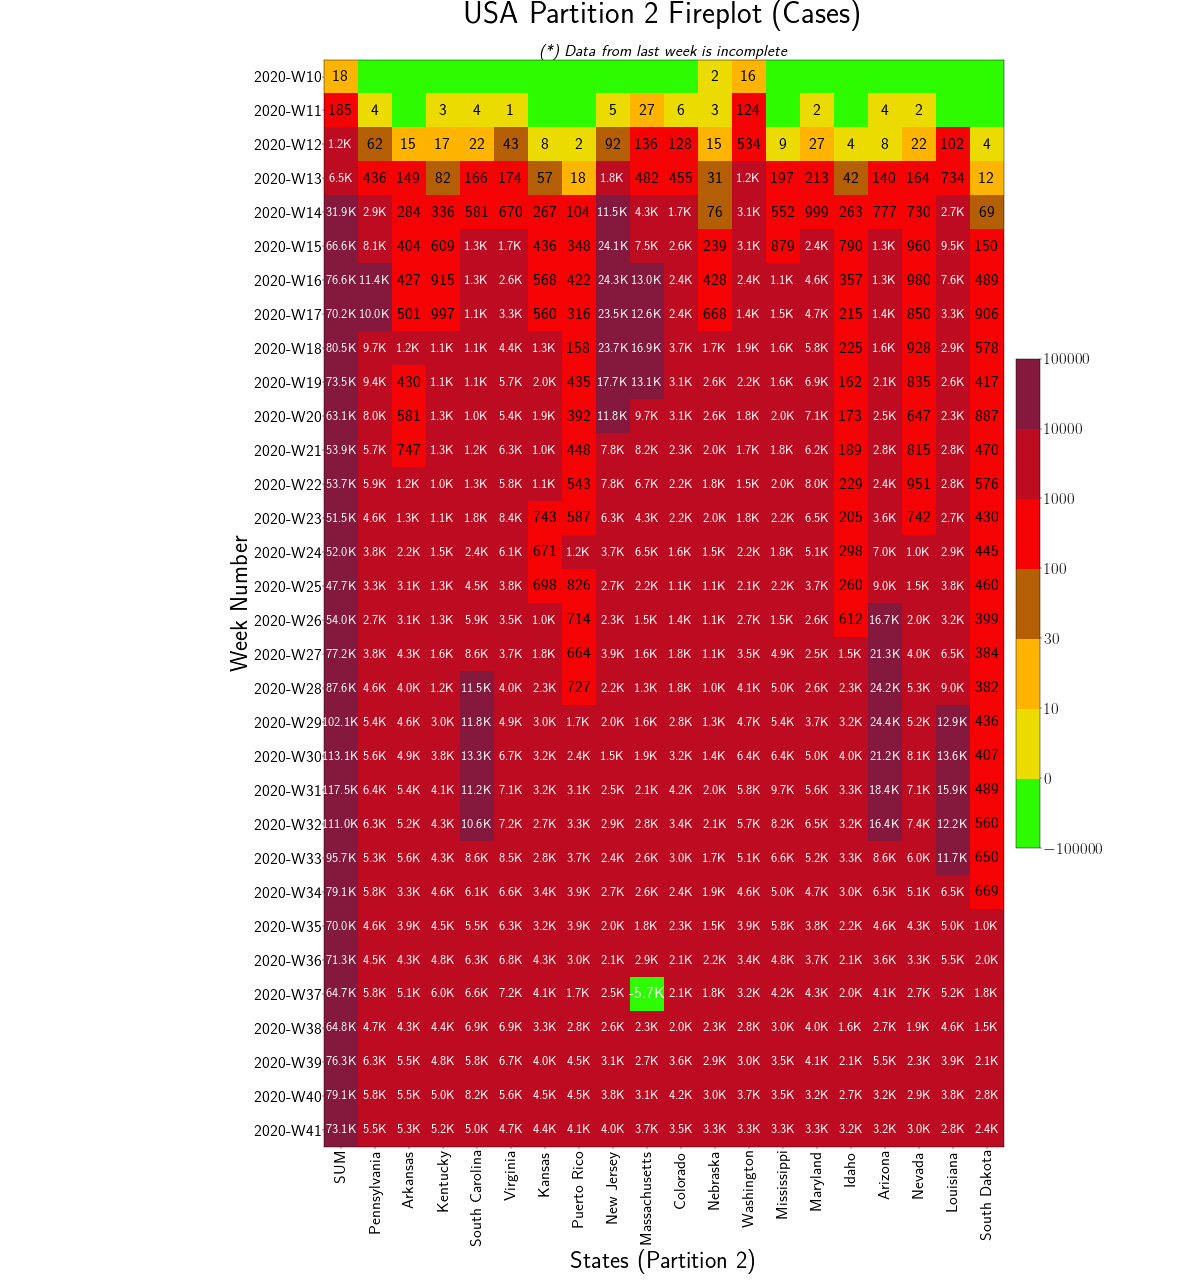 USA Partition 2 Fireplot (Cases)
(*) Data from last week is incomplete
2020-W10 18 2 16
2020-W11 185 4 3 4 1 5 27 6 3 124 2 4 2
2020-W12 1.2K 62 15 17 22 43 8 2 92 136 128 15 534 9 27 4 8 22 102 4
2020-W13 6.5K 436 149 82 166 174 57 18 1.8K 482 455 31 1.2K 197 213 42 140 164 734 12
2020-W14 31.9K 2.9K 284 336 581 670 267 104 11.5K 4.3K 1.7K 76 3.1K 552 999 263 777 730 2.7K 69
2020-W15 66.6K 8.1K 404 609 1.3K 1.7K 436 348 24.1K 7.5K 2.6K 239 3.1K 879 2.4K 790 1.3K 960 9.5K 150
2020-W16 76.6K 11.4K 427 915 1.3K 2.6K 568 422 24.3K 13.0K 2.4K 428 2.4K 1.1K 4.6K 357 1.3K 980 7.6K 489
2020-W17 70.2K 10.0K 501 997 1.1K 3.3K 560 316 23.5K 12.6K 2.4K 668 1.4K 1.5K 4.7K 215 1.4K 850 3.3K 906
2020-W18 80.5K 9.7K 1.2K 1.1K 1.1K 4.4K 1.3K 158 23.7K 16.9K 3.7K 1.7K 1.9K 1.6K 5.8K 225 1.6K 928 2.9K 578
2020-W19 73.5K 9.4K 430 1.1K 1.1K 5.7K 2.0K 435 17.7K 13.1K 3.1K 2.6K 2.2K 1.6K 6.9K 162 2.1K 835 2.6K 417
2020-W20 63.1K 8.0K 581 1.3K 1.0K 5.4K 1.9K 392 11.8K 9.7K 3.1K 2.6K 1.8K 2.0K 7.1K 173 2.5K 647 2.3K 887
2020-W21 53.9K 5.7K 747 1.3K 1.2K 6.3K 1.0K 448 7.8K 8.2K 2.3K 2.0K 1.7K 1.8K 6.2K 189 2.8K 815 2.8K 470
2020-W22 53.7K 5.9K 1.2K 1.0K 1.3K 5.8K 1.1K 543 7.8K 6.7K 2.2K 1.8K 1.5K 2.0K 8.0K 229 2.4K 951 2.8K 576
2020-W23 51.5K 4.6K 1.3K 1.1K 1.8K 8.4K 743 587 6.3K 4.3K 2.2K 2.0K 1.8K 2.2K 6.5K 205 3.6K 742 2.7K 430
2020-W24 52.0K 3.8K 2.2K 1.5K 2.4K 6.1K 671 1.2K 3.7K 6.5K 1.6K 1.5K 2.2K 1.8K 5.1K 298 7.0K 1.0K 2.9K 445
2020-W25 47.7K 3.3K 3.1K 1.3K 4.5K 3.8K 698 826 2.7K 2.2K 1.1K 1.1K 2.1K 2.2K 3.7K 260 9.0K 1.5K 3.8K 460
2020-W26 54.0K 2.7K 3.1K 1.3K 5.9K 3.5K 1.0K 714 2.3K 1.5K 1.4K 1.1K 2.7K 1.5K 2.6K 612 16.7K 2.0K 3.2K 399
2020-W27 77.2K 3.8K 4.3K 1.6K 8.6K 3.7K 1.8K 664 3.9K 1.6K 1.8K 1.1K 3.5K 4.9K 2.5K 1.5K 21.3K 4.0K 6.5K 384
2020-W28 87.6K 4.6K 4.0K 1.2K 11.5K 4.0K 2.3K 727 2.2K 1.3K 1.8K 1.0K 4.1K 5.0K 2.6K 2.3K 24.2K 5.3K 9.0K 382
2020-W29 102.1K 5.4K 4.6K 3.0K 11.8K 4.9K 3.0K 1.7K 2.0K 1.6K 2.8K 1.3K 4.7K 5.4K 3.7K 3.2K 24.4K 5.2K 12.9K 436
2020-W30 113.1K 5.6K 4.9K 3.8K 13.3K 6.7K 3.2K 2.4K 1.5K 1.9K 3.2K 1.4K 6.4K 6.4K 5.0K 4.0K 21.2K 8.1K 13.6K 407
2020-W31 117.5K 6.4K 5.4K 4.1K 11.2K 7.1K 3.2K 3.1K 2.5K 2.1K 4.2K 2.0K 5.8K 9.7K 5.6K 3.3K 18.4K 7.1K 15.9K 489
2020-W32 111.0K 6.3K 5.2K 4.3K 10.6K 7.2K 2.7K 3.3K 2.9K 2.8K 3.4K 2.1K 5.7K 8.2K 6.5K 3.2K 16.4K 7.4K 12.2K 560
2020-W33 95.7K 5.3K 5.6K 4.3K 8.6K 8.5K 2.8K 3.7K 2.4K 2.6K 3.0K 1.7K 5.1K 6.6K 5.2K 3.3K 8.6K 6.0K 11.7K 650
2020-W34 79.1K 5.8K 3.3K 4.6K 6.1K 6.6K 3.4K 3.9K 2.7K 2.6K 2.4K 1.9K 4.6K 5.0K 4.7K 3.0K 6.5K 5.1K 6.5K 669
2020-W35 70.0K 4.6K 3.9K 4.5K 5.5K 6.3K 3.2K 3.9K 2.0K 1.8K 2.3K 1.5K 3.9K 5.8K 3.8K 2.2K 4.6K 4.3K 5.0K 1.0K
2020-W36 71.3K 4.5K 4.3K 4.8K 6.3K 6.8K 4.3K 3.0K 2.1K 2.9K 2.1K 2.2K 3.4K 4.8K 3.7K 2.1K 3.6K 3.3K 5.5K 2.0K
2020-W37 64.7K 5.8K 5.1K 6.0K 6.6K 7.2K 4.1K 1.7K 2.5K -5.7K 2.1K 1.8K 3.2K 4.2K 4.3K 2.0K 4.1K 2.7K 5.2K 1.8K
2020-W38 64.8K 4.7K 4.3K 4.4K 6.9K 6.9K 3.3K 2.8K 2.6K 2.3K 2.0K 2.3K 2.8K 3.0K 4.0K 1.6K 2.7K 1.9K 4.6K 1.5K
2020-W39 76.3K 6.3K 5.5K 4.8K 5.8K 6.7K 4.0K 4.5K 3.1K 2.7K 3.6K 2.9K 3.0K 3.5K 4.1K 2.1K 5.5K 2.3K 3.9K 2.1K
2020-W40 79.1K 5.8K 5.5K 5.0K 8.2K 5.6K 4.5K 4.5K 3.8K 3.1K 4.2K 3.0K 3.7K 3.5K 3.2K 2.7K 3.2K 2.9K 3.8K 2.8K
2020-W41 73.1K 5.5K 5.3K 5.2K 5.0K 4.7K 4.4K 4.1K 4.0K 3.7K 3.5K 3.3K 3.3K 3.3K 3.3K 3.2K 3.2K 3.0K 2.8K 2.4K
Week Number
SUM
Pennsylvania
Arkansas
Kentucky
South Carolina
Virginia
Kansas
Puerto Rico
New Jersey
Massachusetts
Colorado
Nebraska
Washington
Mississippi
Maryland
Idaho
Arizona
Nevada
Louisiana
South Dakota
States (Partition 2)
100000
10000
1000
100
30
10
0
−100000